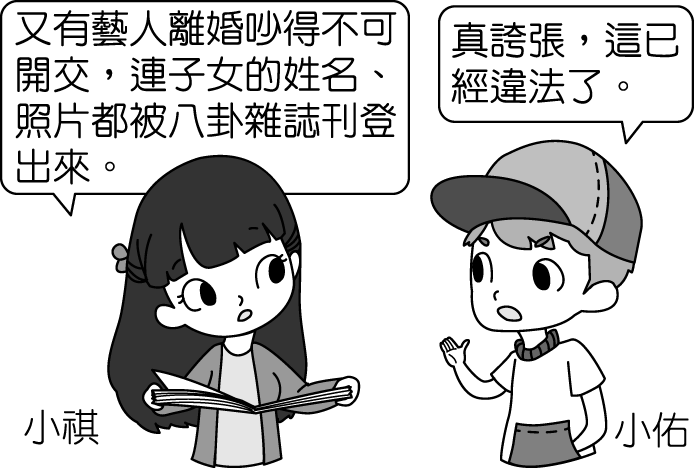 又有藝人離婚吵得不可
開交，連子女的姓名、
照片都被八卦雜誌刊登
出來。
真誇張，這已
經違法了。
小祺
小佑